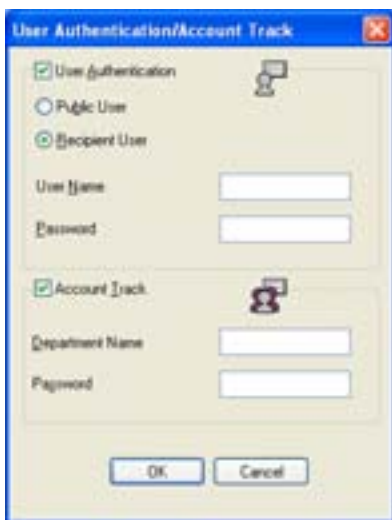 User Authentication/Account Track
User Authentication
Public User
Recipient User
User Name
Password
Account Track
Department Name
Password
OK
Cancel